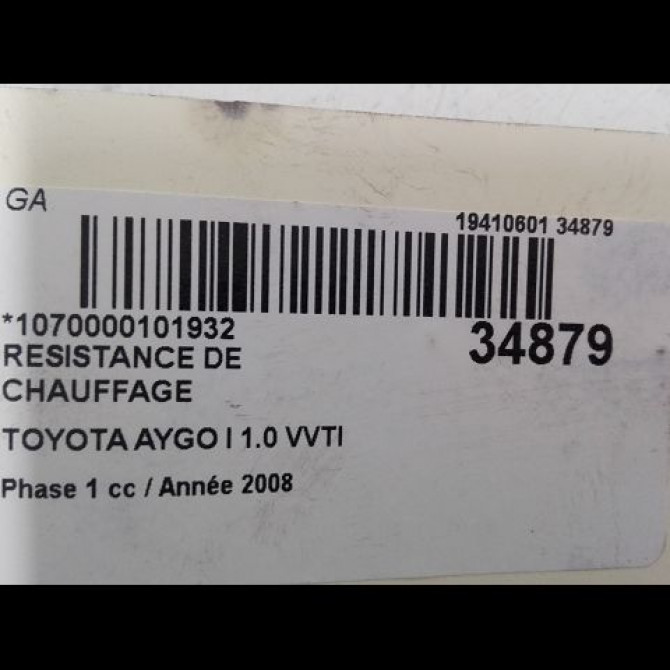 GA
19410601 34879
*1070000101932
34879
RESISTANCE DE
CHAUFFAGE
TOYOTA AYGO I 1.0 VVTI
Phase 1 cc / Année 2008